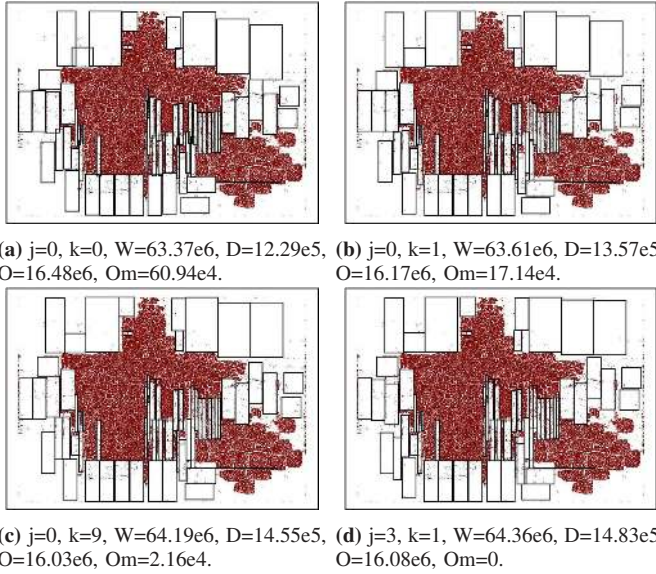 (a) j=0, k=0, W=63.37e6, D=12.29e5,
O=16.48e6, Om=60.94e4.
(b) j=0, k=1, W=63.61e6, D=13.57e5
O=16.17e6, Om=17.14e4.
(c) j=0, k=9, W=64.19e6, D=14.55e5,
O=16.03e6, Om=2.16e4.
(d) j=3, k=1, W=64.36e6, D=14.83e5
O=16.08e6, Om=0.